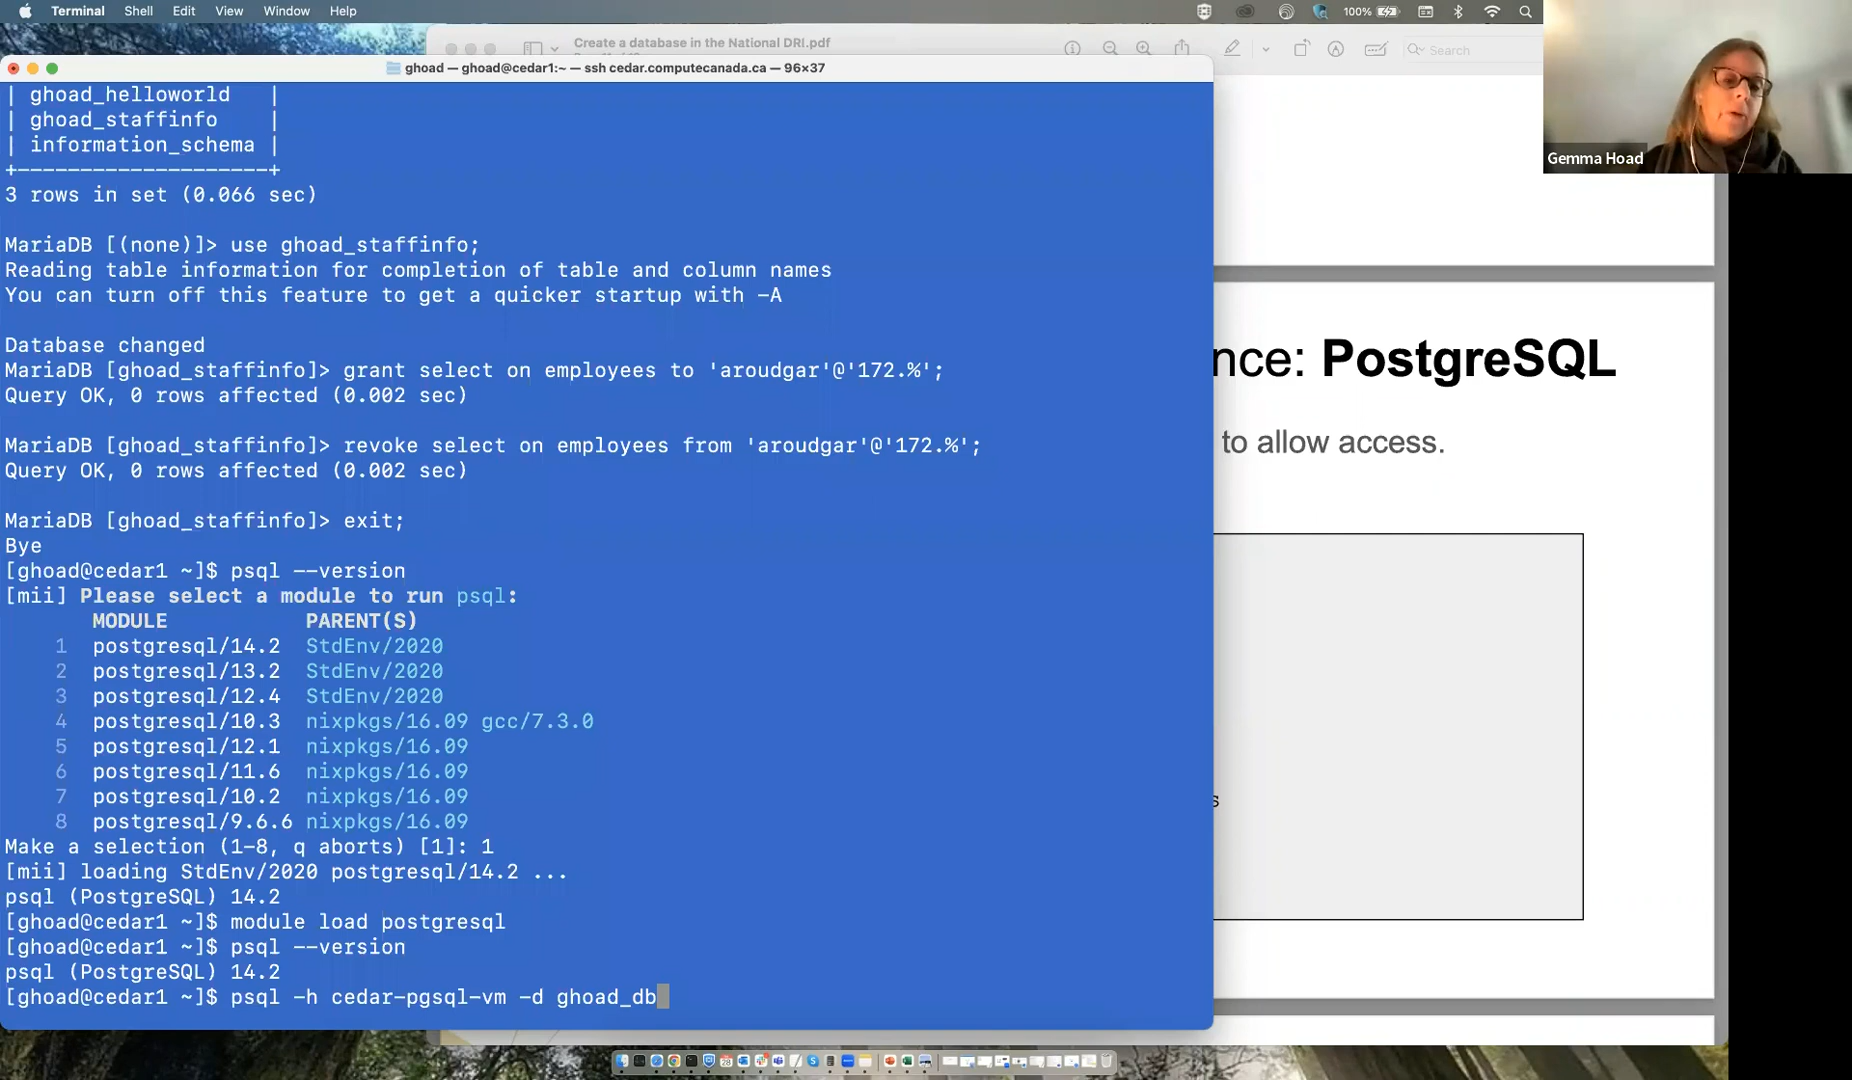 Terminal Shell Edit View Window Help 100%
Create a database in the National DRI.pdf
Search
ghoad — ghoad@cedar1:~ — ssh cedar.computecanada.ca — 96×37
| ghoad_helloworld |
| ghoad_staffinfo |
| information_schema |
+--------------------+
3 rows in set (0.066 sec)
MariaDB [(none)]> use ghoad_staffinfo;
Reading table information for completion of table and column names
You can turn off this feature to get a quicker startup with -A
Database changed
MariaDB [ghoad_staffinfo]> grant select on employees to 'aroudgar'@'172.%';
Query OK, 0 rows affected (0.002 sec)
MariaDB [ghoad_staffinfo]> revoke select on employees from 'aroudgar'@'172.%';
Query OK, 0 rows affected (0.002 sec)
MariaDB [ghoad_staffinfo]> exit;
Bye
[ghoad@cedar1 ~]$ psql --version
[mii] Please select a module to run psql:
MODULE PARENT(S)
1 postgresql/14.2 StdEnv/2020
2 postgresql/13.2 StdEnv/2020
3 postgresql/12.4 StdEnv/2020
4 postgresql/10.3 nixpkgs/16.09 gcc/7.3.0
5 postgresql/12.1 nixpkgs/16.09
6 postgresql/11.6 nixpkgs/16.09
7 postgresql/10.2 nixpkgs/16.09
8 postgresql/9.6.6 nixpkgs/16.09
Make a selection (1-8, q aborts) [1]: 1
[mii] loading StdEnv/2020 postgresql/14.2 ...
psql (PostgreSQL) 14.2
[ghoad@cedar1 ~]$ module load postgresql
[ghoad@cedar1 ~]$ psql --version
psql (PostgreSQL) 14.2
[ghoad@cedar1 ~]$ psql -h cedar-pgsql-vm -d ghoad_db
nce: PostgreSQL
to allow access.
s
Gemma Hoad